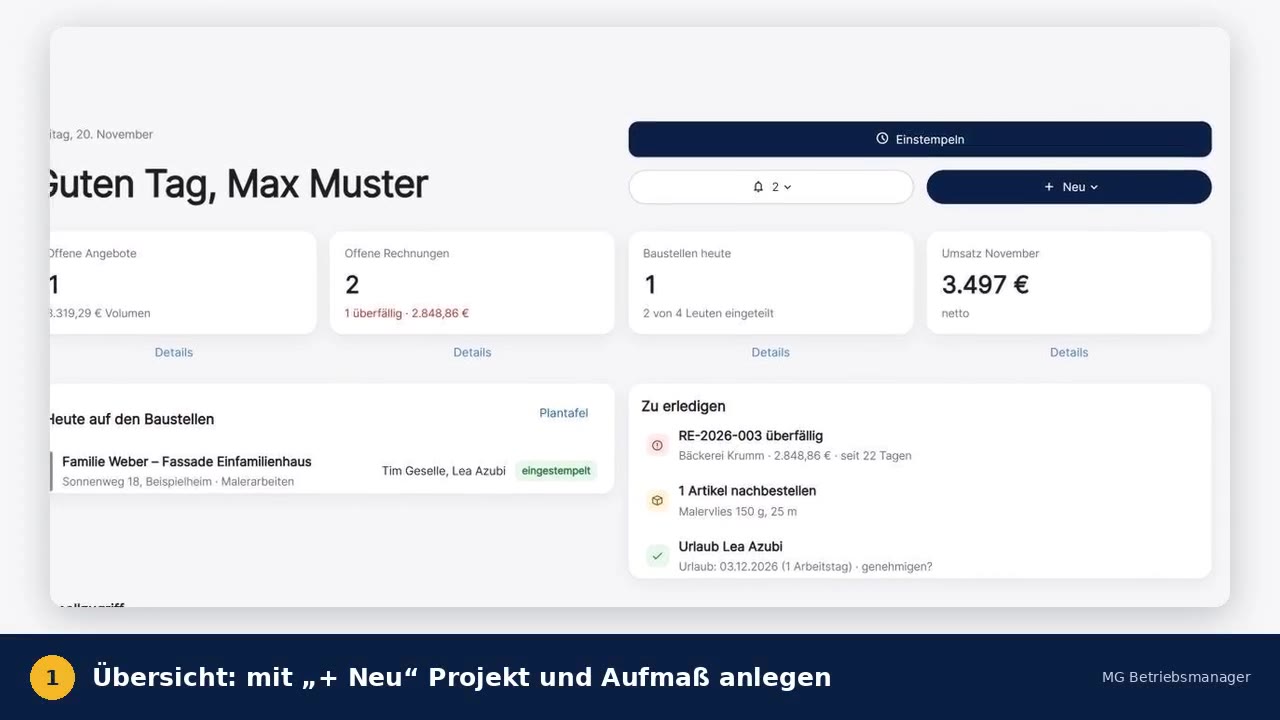 itag, 20. November
Guten Tag, Max Muster
Einstempeln
2
+ Neu
Offene Angebote
1
3.319,29 € Volumen
Details
Offene Rechnungen
2
1 überfällig · 2.848,86 €
Details
Baustellen heute
1
2 von 4 Leuten eingeteilt
Details
Umsatz November
3.497 €
netto
Details
Heute auf den Baustellen
Plantafel
Familie Weber – Fassade Einfamilienhaus
Sonnenweg 18, Beispielheim · Malerarbeiten
Tim Geselle, Lea Azubi
eingestempelt
Zu erledigen
RE-2026-003 überfällig
Bäckerei Krumm · 2.848,86 € · seit 22 Tagen
1 Artikel nachbestellen
Malervlies 150 g, 25 m
Urlaub Lea Azubi
Urlaub: 03.12.2026 (1 Arbeitstag) · genehmigen?
1
Übersicht: mit „+ Neu“ Projekt und Aufmaß anlegen
MG Betriebsmanager